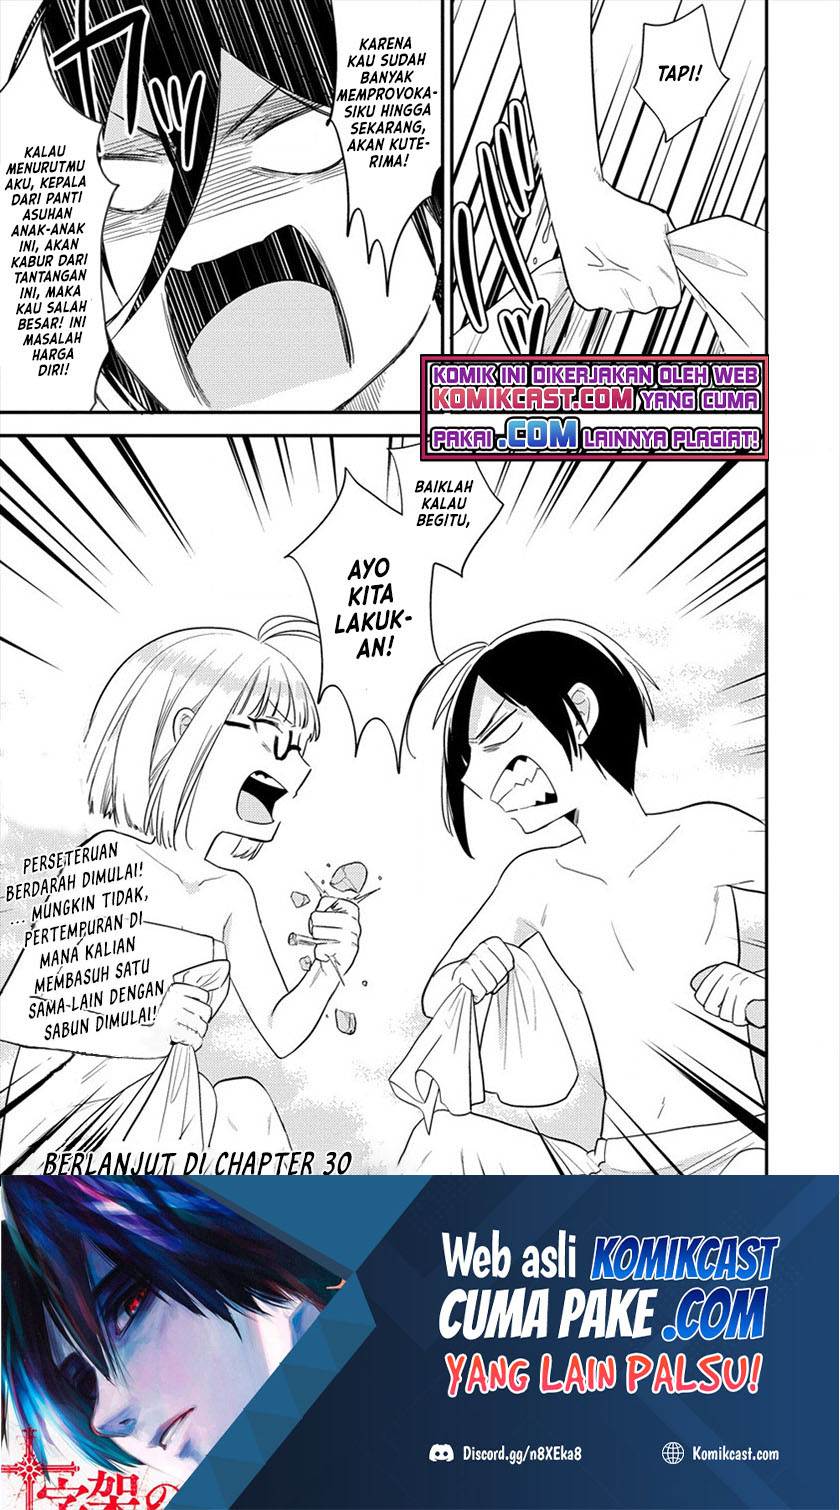 TAPI!
KARENA
KAU SUDAH
BANYAK
MEMPROVOKA-
SIKU HINGGA
SEKARANG,
AKAN KUTE-
RIMA!
KALAU
MENURUTMU
AKU, KEPALA
DARI PANTI
ASUHAN
ANAK-ANAK
INI, AKAN
KABUR DARI
TANTANGAN
INI, MAKA
KAU SALAH
BESAR! INI
MASALAH
HARGA
DIRI!
KOMIK INI DIKERJAKAN OLEH WEB
KOMIKCAST.COM YANG CUMA
PAKAI .COM LAINNYA PLAGIAT!
BAIKLAH
KALAU
BEGITU,
AYO
KITA
LAKUK-
AN!
PERSETERUAN
BERDARAH DIMULAI!
... MUNGKIN TIDAK,
PERTEMPURAN DI
MANA KALIAN
MEMBASUH SATU
SAMA-LAIN DENGAN
SABUN DIMULAI!
BERLANJUT DI CHAPTER 30
Web asli KOMIKCAST
CUMA PAKE .COM
YANG LAIN PALSU!
Discord.gg/n8XEka8
Komikcast.com
字架の